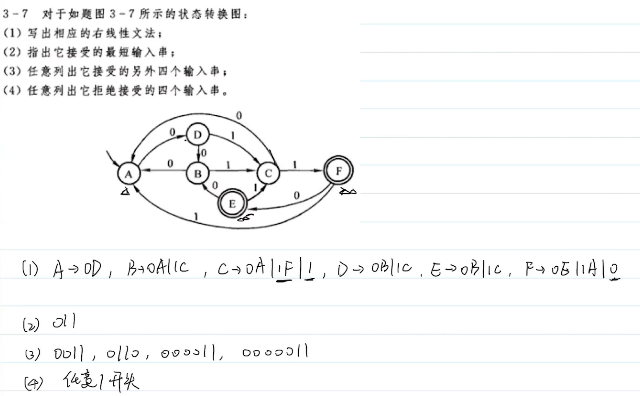 3-7 对于如题图3-7所示的状态转换图：
(1) 写出相应的右线性文法；
(2) 指出它接受的最短输入串；
(3) 任意列出它接受的另外四个输入串；
(4) 任意列出它拒绝接受的四个输入串。
0
D
0 1
0
A 0 B 1 C 1 F
0 1 0
E
1
(1) A→0D, B→0A|1C, C→0A|1F|1, D→0B|1C, E→0B|1C, F→0E|1A|0
(2) 011
(3) 0011, 0110, 000011, 0000011
(4) 任意1开头